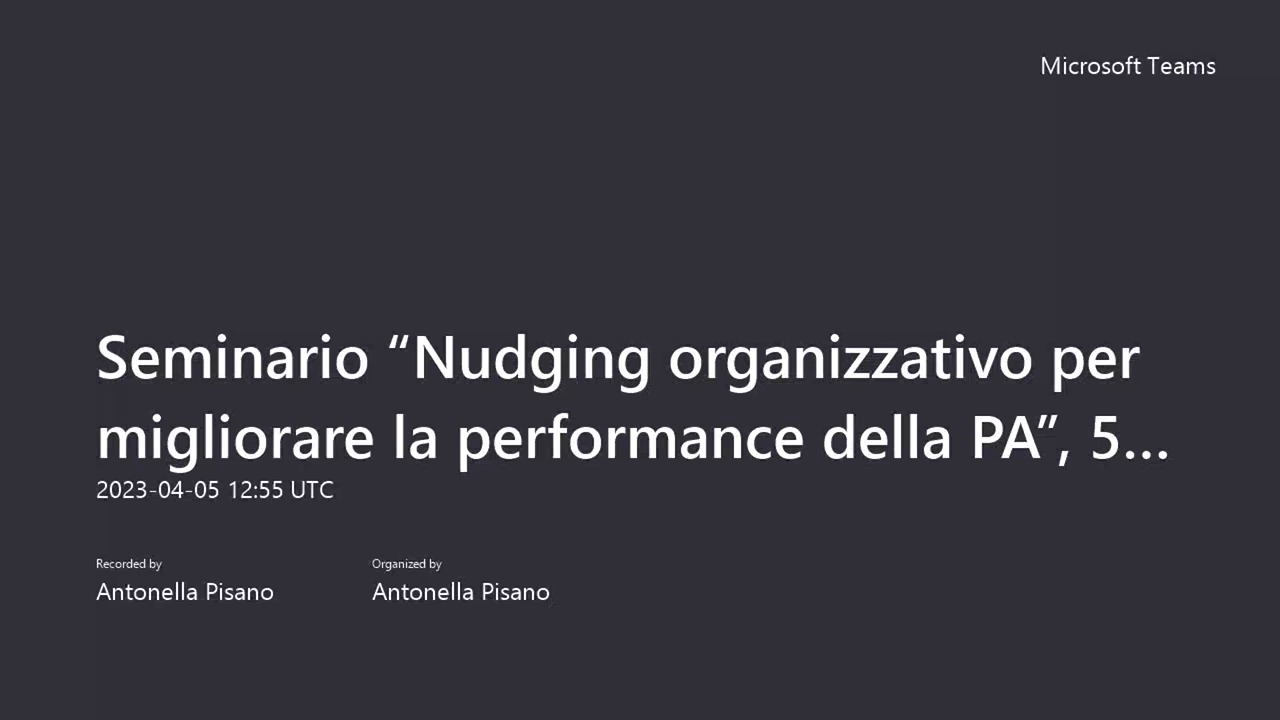 Microsoft Teams
Seminario “Nudging organizzativo per
migliorare la performance della PA”, 5...
2023-04-05 12:55 UTC
Recorded by
Organized by
Antonella Pisano
Antonella Pisano